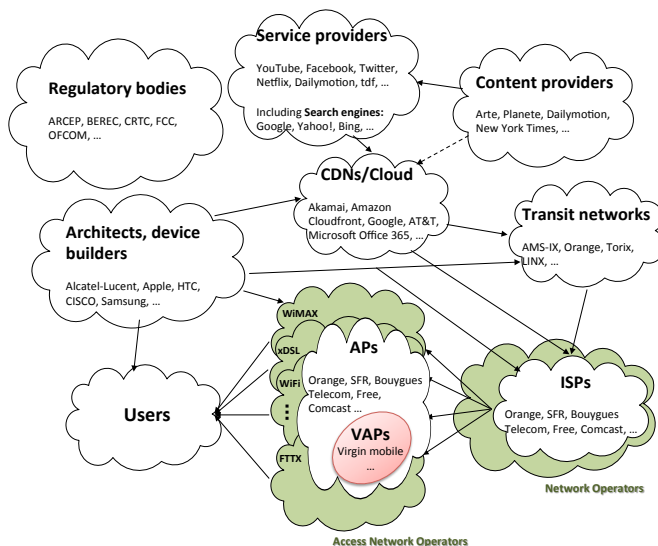 Service providers
YouTube, Facebook, Twitter,
Netflix, Dailymotion, tdf, ...
Including Search engines:
Google, Yahoo!, Bing, ...
Regulatory bodies
ARCEP, BEREC, CRTC, FCC,
OFCOM, ...
Content providers
Arte, Planete, Dailymotion,
New York Times, ...
CDNs/Cloud
Akamai, Amazon
Cloudfront, Google, AT&T,
Microsoft Office 365, ...
Architects, device
builders
Alcatel-Lucent, Apple, HTC,
CISCO, Samsung, ...
Transit networks
AMS-IX, Orange, Torix,
LINX, ...
WiMAX
xDSL
WiFi
⋮
FTTX
APs
Orange, SFR, Bouygues
Telecom, Free,
Comcast ...
VAPs
Virgin mobile
...
Users
ISPs
Orange, SFR, Bouygues
Telecom, Free, Comcast, ...
Network Operators
Access Network Operators